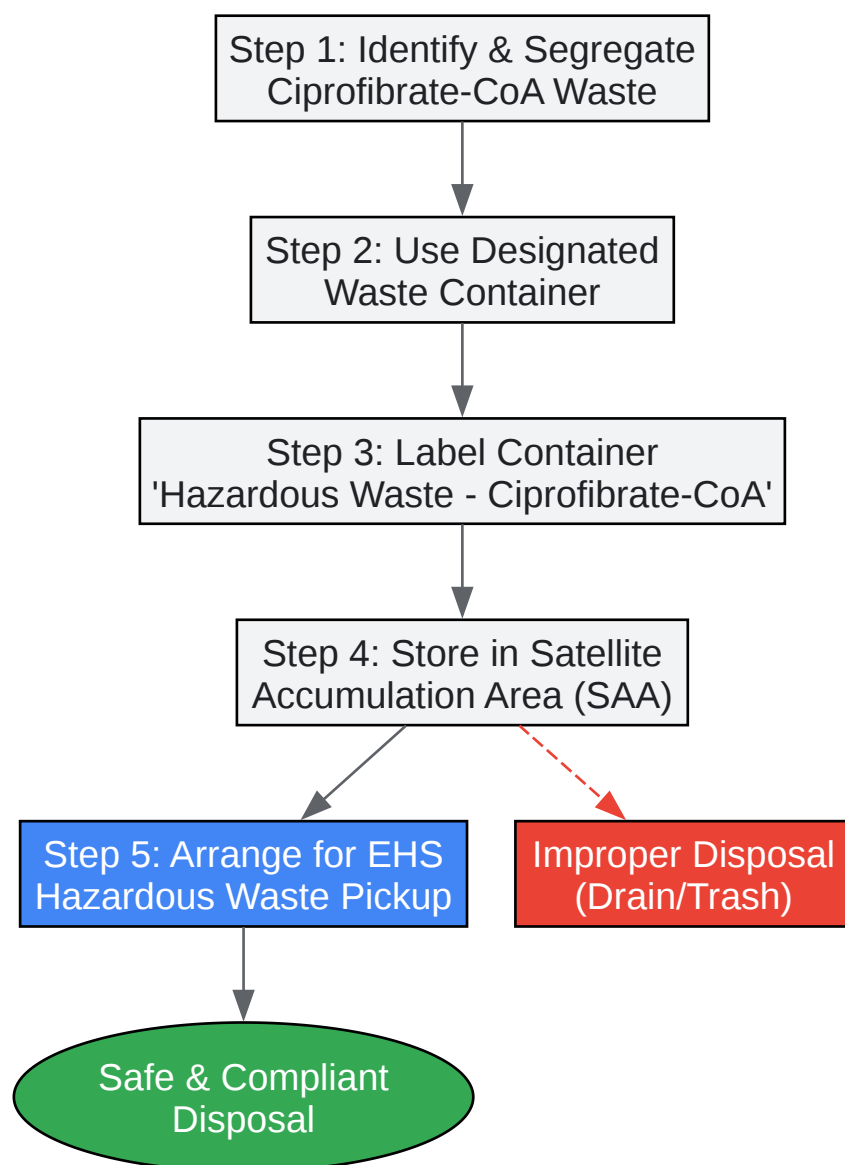 Step 1: Identify & Segregate
Ciprofibrate-CoA Waste
Step 2: Use Designated
Waste Container
Step 3: Label Container
'Hazardous Waste - Ciprofibrate-CoA'
Step 4: Store in Satellite
Accumulation Area (SAA)
Step 5: Arrange for EHS
Hazardous Waste Pickup
Improper Disposal
(Drain/Trash)
Safe & Compliant
Disposal